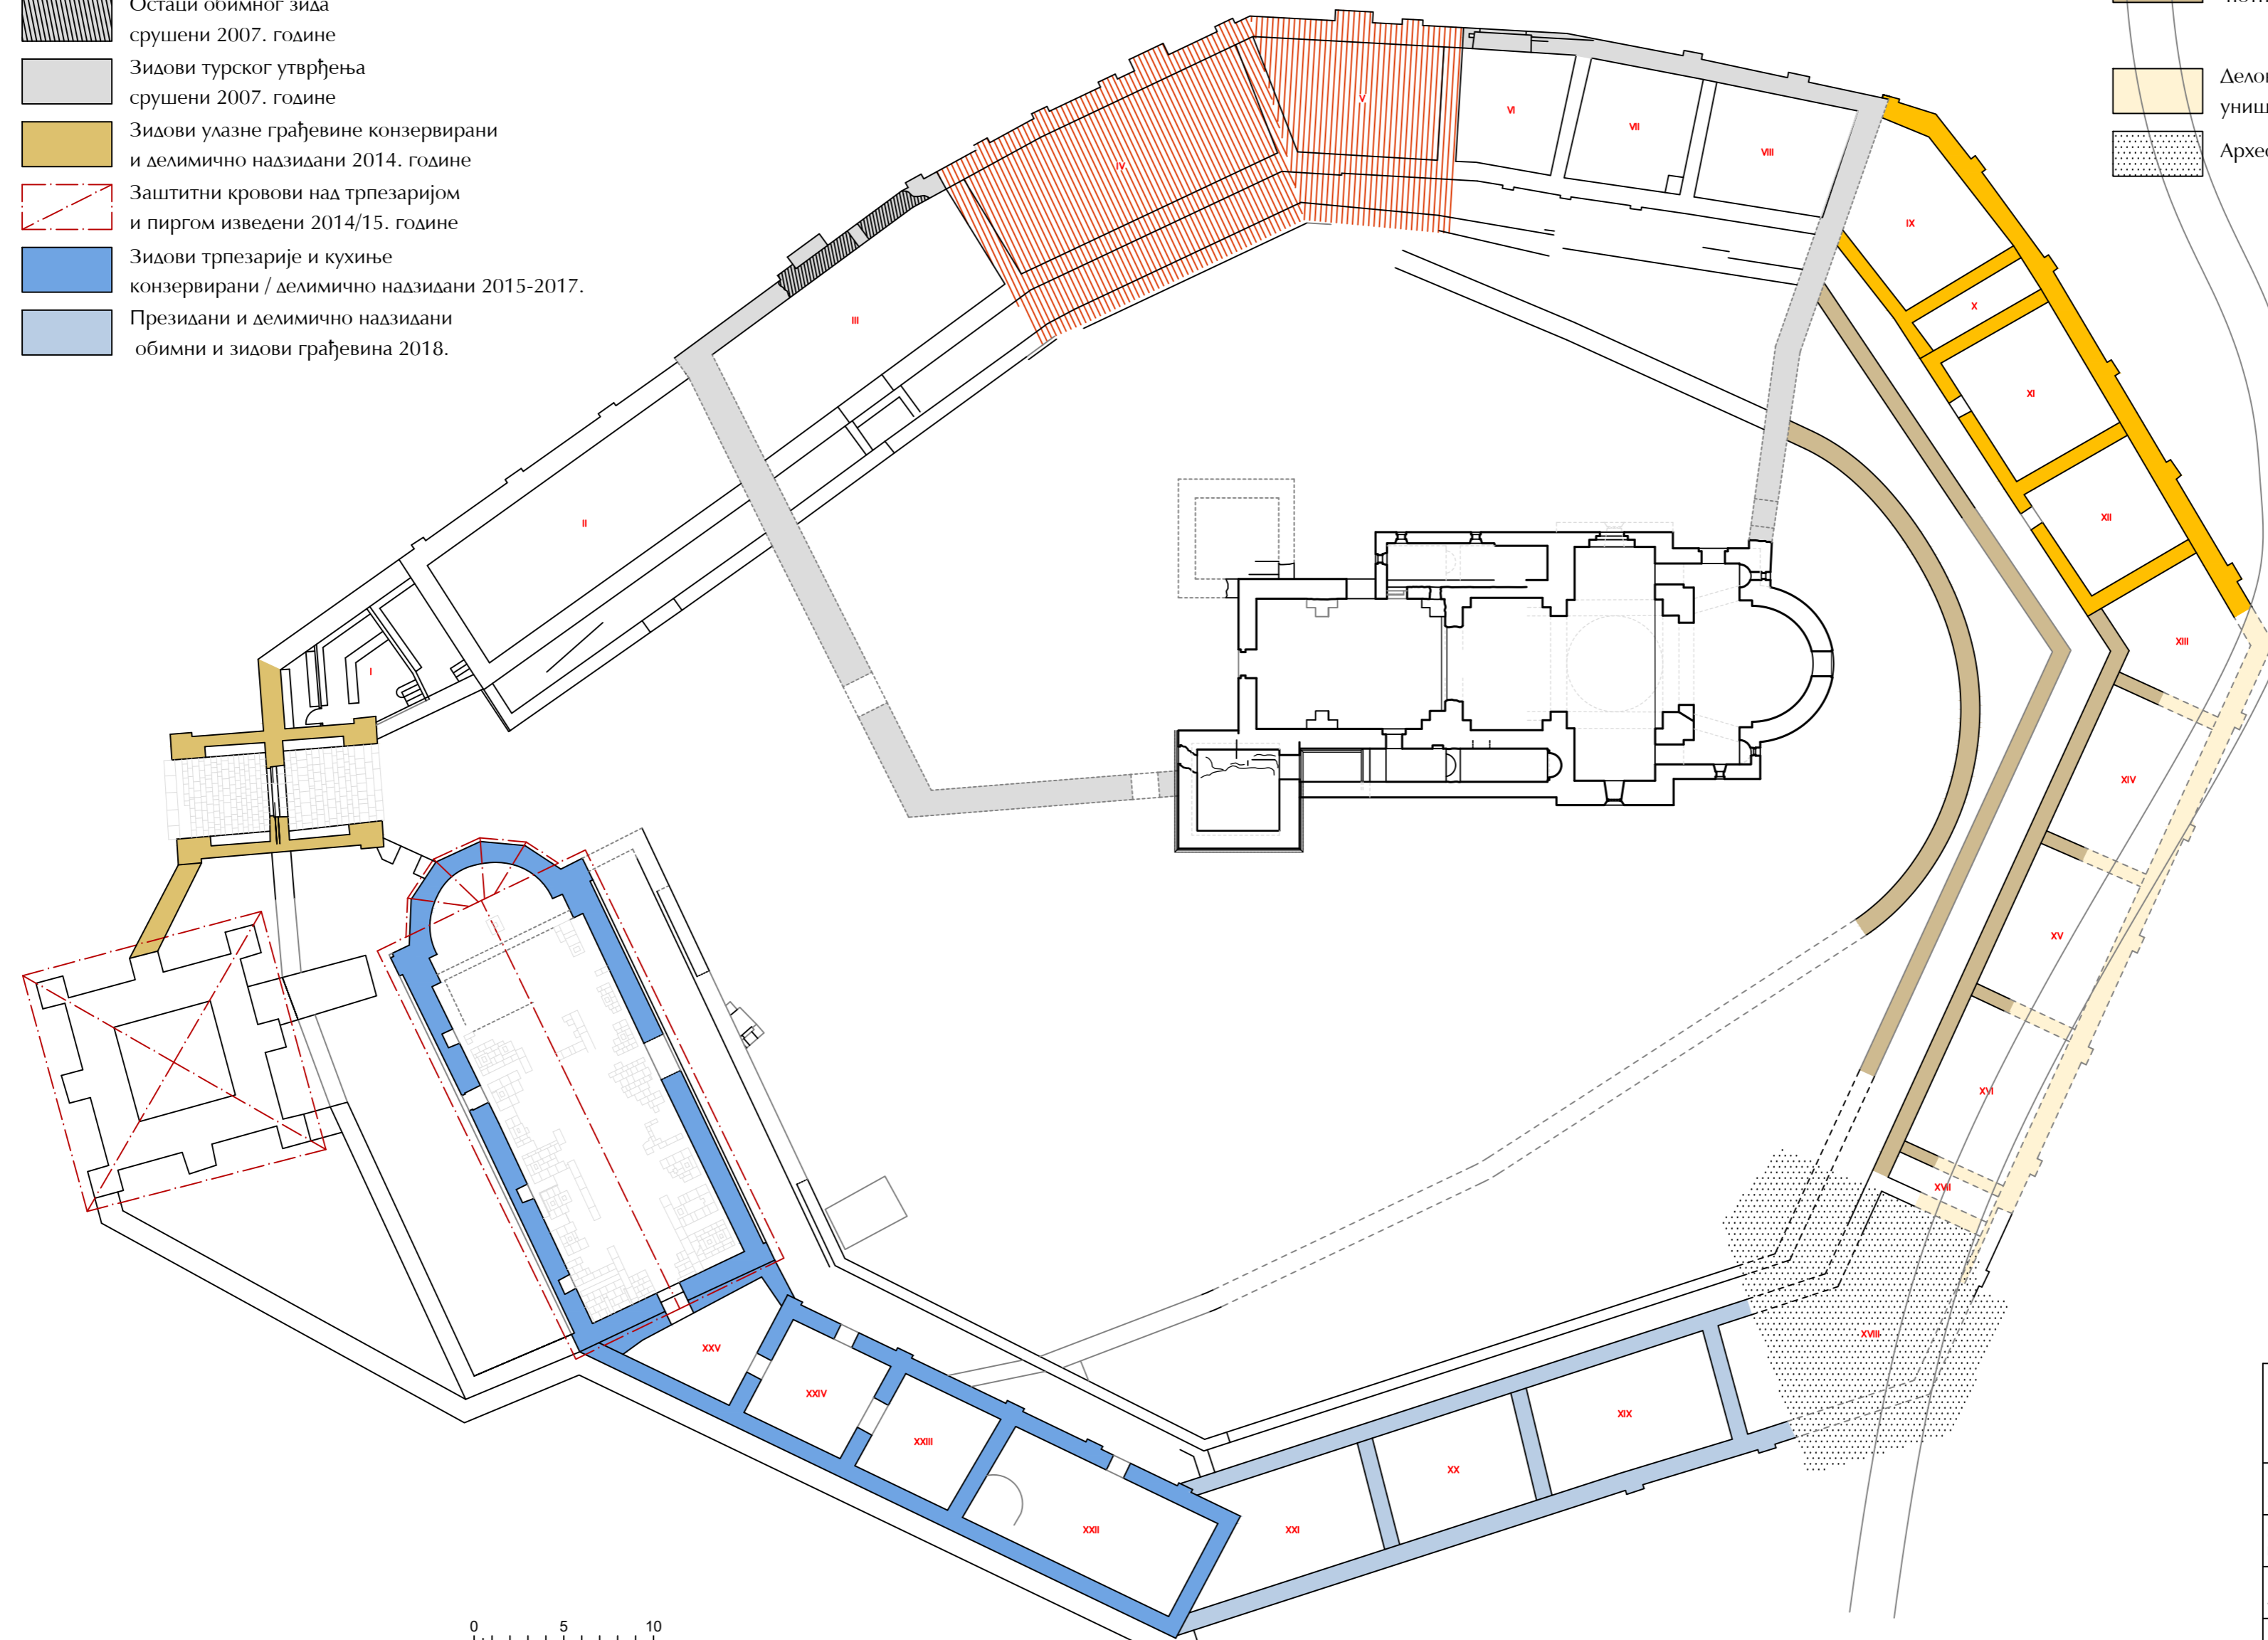 Остаци обимног зида
срушени 2007. године
Зидови турског утврђења
срушени 2007. године
Зидови улазне грађевине конзервирани
и делимично надзидани 2014. године
Заштитни кровови над трпезаријом
и пиргом изведени 2014/15. године
Зидови трпезарије и кухиње
конзервирани / делимично надзидани 2015-2017.
Президани и делимично надзидани
обимни и зидови грађевина 2018.
I
II
III
IV
V
VI
VII
VIII
IX
X
XI
XII
XIII
XIV
XV
XVI
XVII
XVIII
XIX
XX
XXI
XXII
XXIII
XXIV
XXV
0 5 10